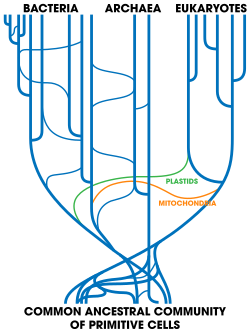 BACTERIA ARCHAEA EUKARYOTES
PLASTIDS
MITOCHONDRIA
COMMON ANCESTRAL COMMUNITY
OF PRIMITIVE CELLS